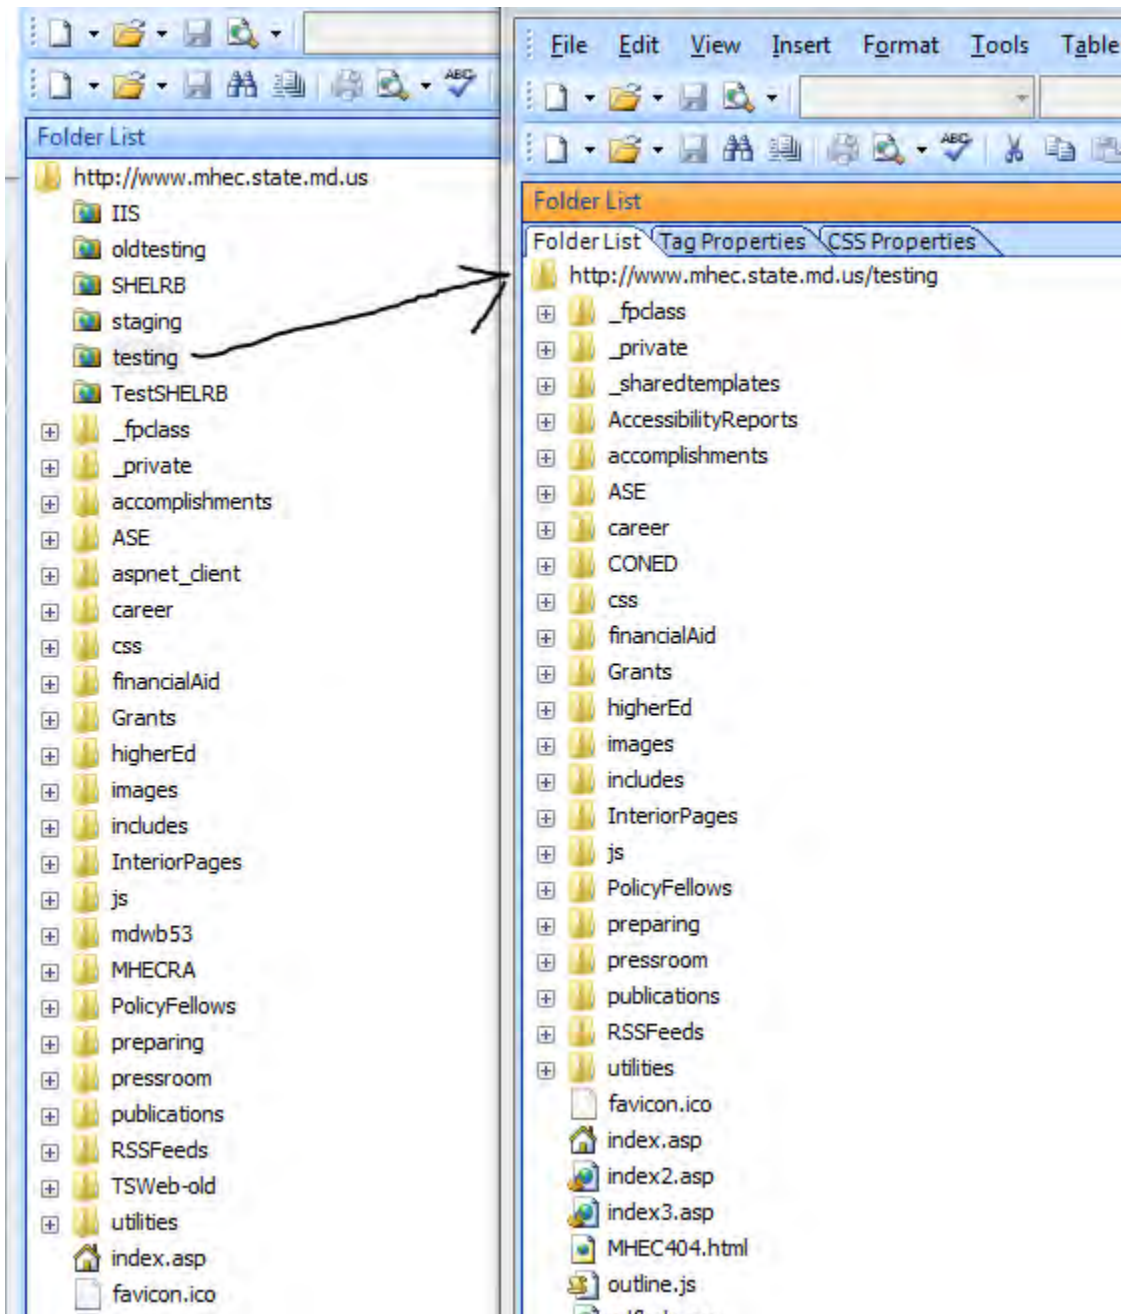 ABC
Folder List
http://www.mhec.state.md.us
IIS
oldtesting
SHELRB
staging
testing
TestSHELRB
_fpclass
_private
accomplishments
ASE
aspnet_client
career
css
financialAid
Grants
higherEd
images
includes
InteriorPages
js
mdwb53
MHECRA
PolicyFellows
preparing
pressroom
publications
RSSFeeds
TSWeb-old
utilities
index.asp
favicon.ico
File Edit View Insert Format Tools Table
ABC
Folder List
Folder List Tag Properties CSS Properties
http://www.mhec.state.md.us/testing
_fpclass
_private
_sharedtemplates
AccessibilityReports
accomplishments
ASE
career
CONED
css
financialAid
Grants
higherEd
images
includes
InteriorPages
js
PolicyFellows
preparing
pressroom
publications
RSSFeeds
utilities
favicon.ico
index.asp
index2.asp
index3.asp
MHEC404.html
outline.js